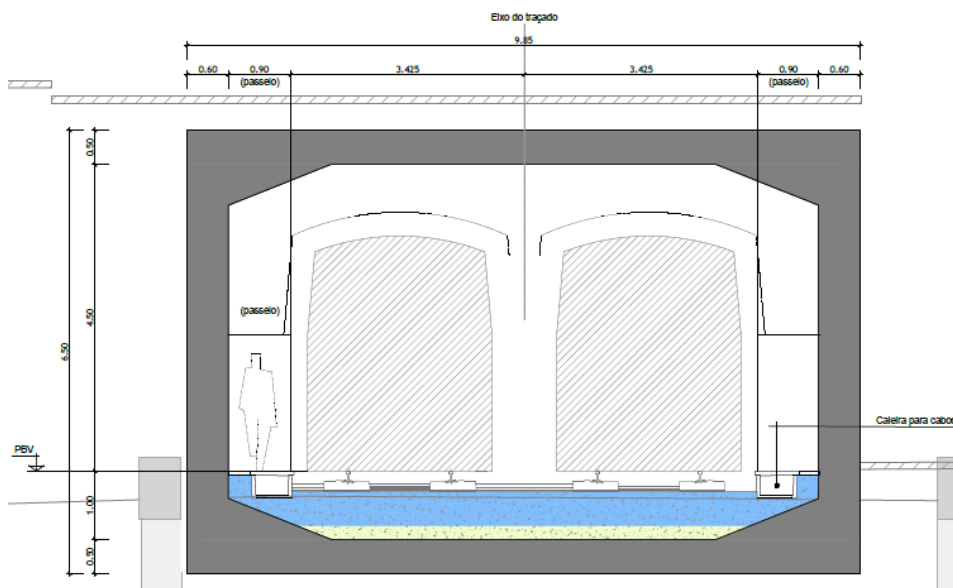 Eixo do traçado
9.85
0.60 0.90 3.425 3.425 0.90 0.60
(passeio) (passeio)
0.50
4.50
6.50
(passeio)
PBV
Caleira para cabos
1.00
0.50